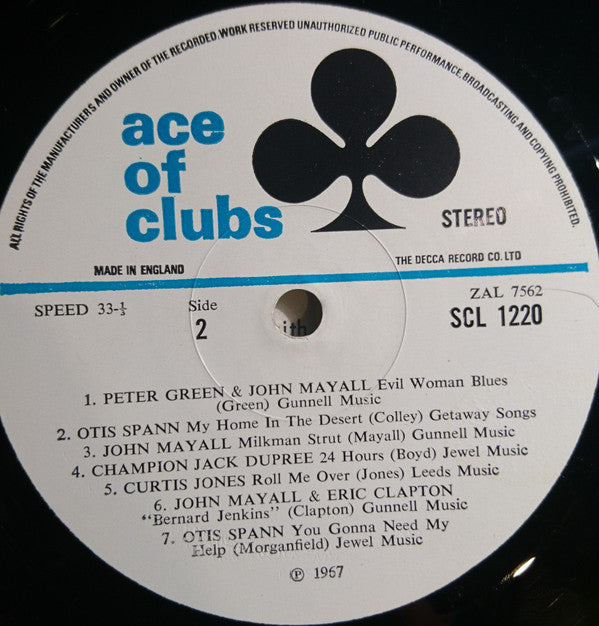 ALL RIGHTS OF THE MANUFACTURERS AND OWNER OF THE RECORDED WORK RESERVED UNAUTHORIZED PUBLIC PERFORMANCE BROADCASTING AND COPYING PROHIBITED.
ace
of
clubs
STEREO
MADE IN ENGLAND
THE DECCA RECORD CO. LTD
SPEED 33-⅓
Side
2
ZAL 7562
SCL 1220
ith
1. PETER GREEN & JOHN MAYALL Evil Woman Blues
(Green) Gunnell Music
2. OTIS SPANN My Home In The Desert (Colley) Getaway Songs
3. JOHN MAYALL Milkman Strut (Mayall) Gunnell Music
4. CHAMPION JACK DUPREE 24 Hours (Boyd) Jewel Music
5. CURTIS JONES Roll Me Over (Jones) Leeds Music
6. JOHN MAYALL & ERIC CLAPTON
"Bernard Jenkins" (Clapton) Gunnell Music
7. OTIS SPANN You Gonna Need My
Help (Morganfield) Jewel Music
℗ 1967